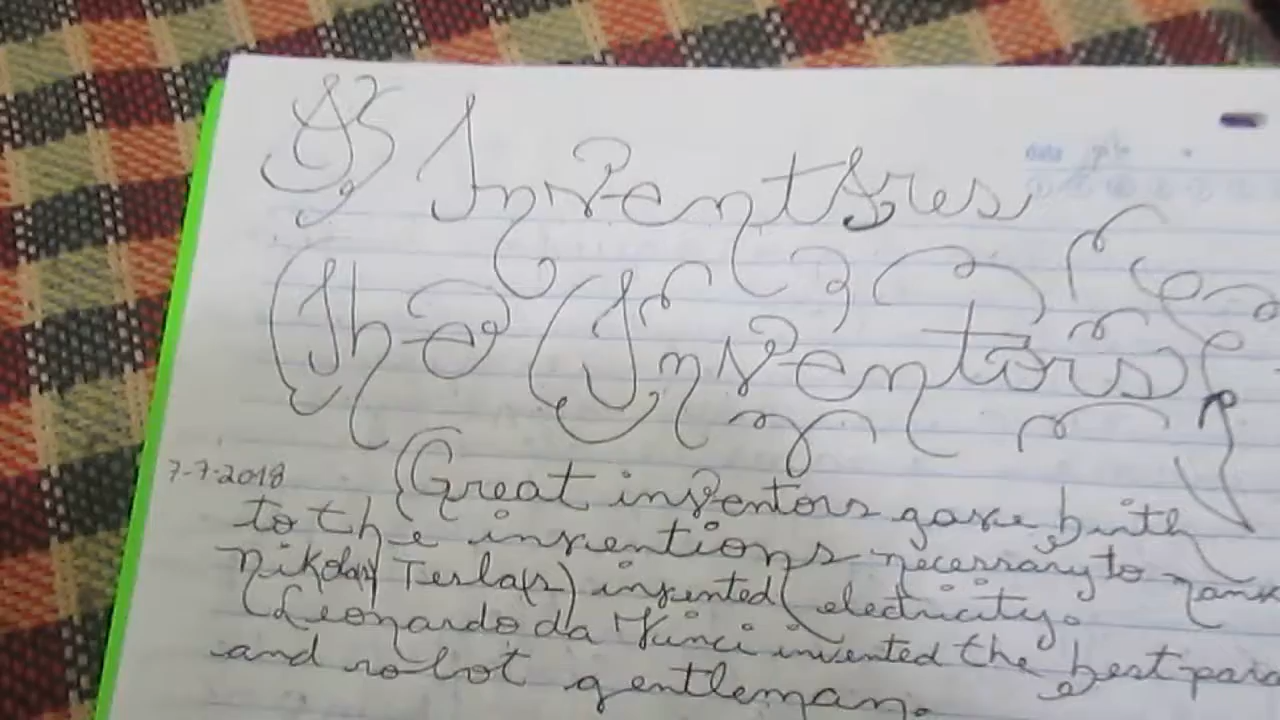 Inventores
The Inventors
7-7-2018 Great inventors gave birth
to the inventions necessary to
Nikolas Tesla(s) invented electricity.
Leonardo da Vinci invented the best
and robot gentleman.